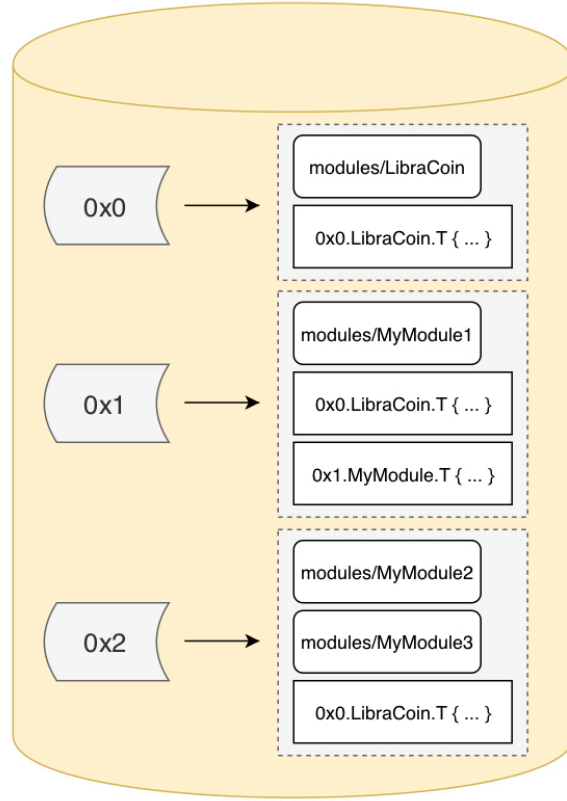 0x0
modules/LibraCoin
0x0.LibraCoin.T { ... }
0x1
modules/MyModule1
0x0.LibraCoin.T { ... }
0x1.MyModule.T { ... }
0x2
modules/MyModule2
modules/MyModule3
0x0.LibraCoin.T { ... }